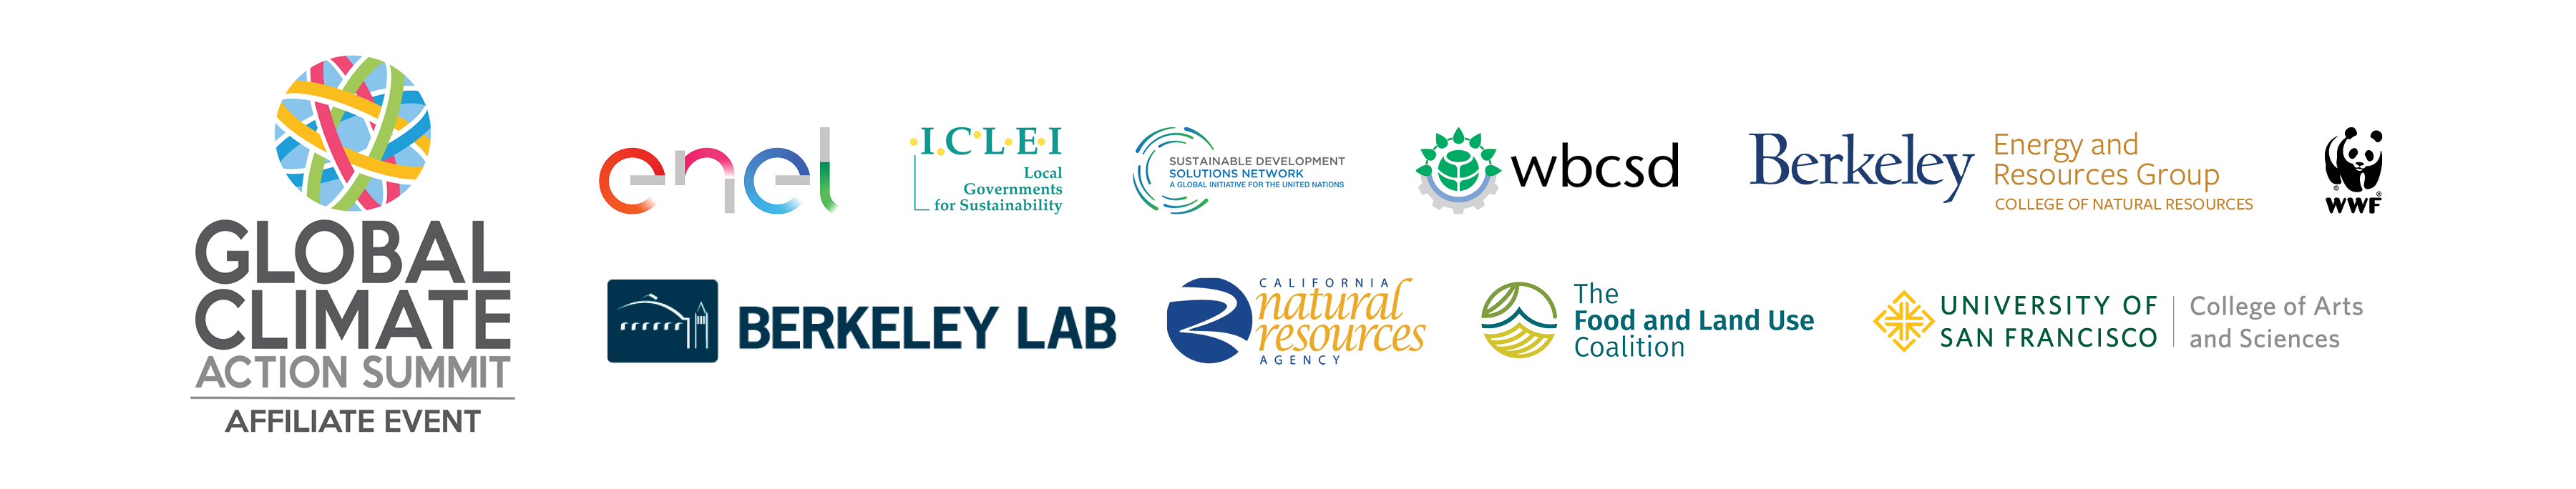 GLOBAL
CLIMATE
ACTION SUMMIT
AFFILIATE EVENT
enel
I.C.L.E.I
Local
Governments
for Sustainability
SUSTAINABLE DEVELOPMENT
SOLUTIONS NETWORK
A GLOBAL INITIATIVE FOR THE UNITED NATIONS
wbcsd
Berkeley
Energy and
Resources Group
COLLEGE OF NATURAL RESOURCES
® ®
WWF
BERKELEY LAB
CALIFORNIA
natural
resources
AGENCY
The
Food and Land Use
Coalition
UNIVERSITY OF
SAN FRANCISCO
College of Arts
and Sciences